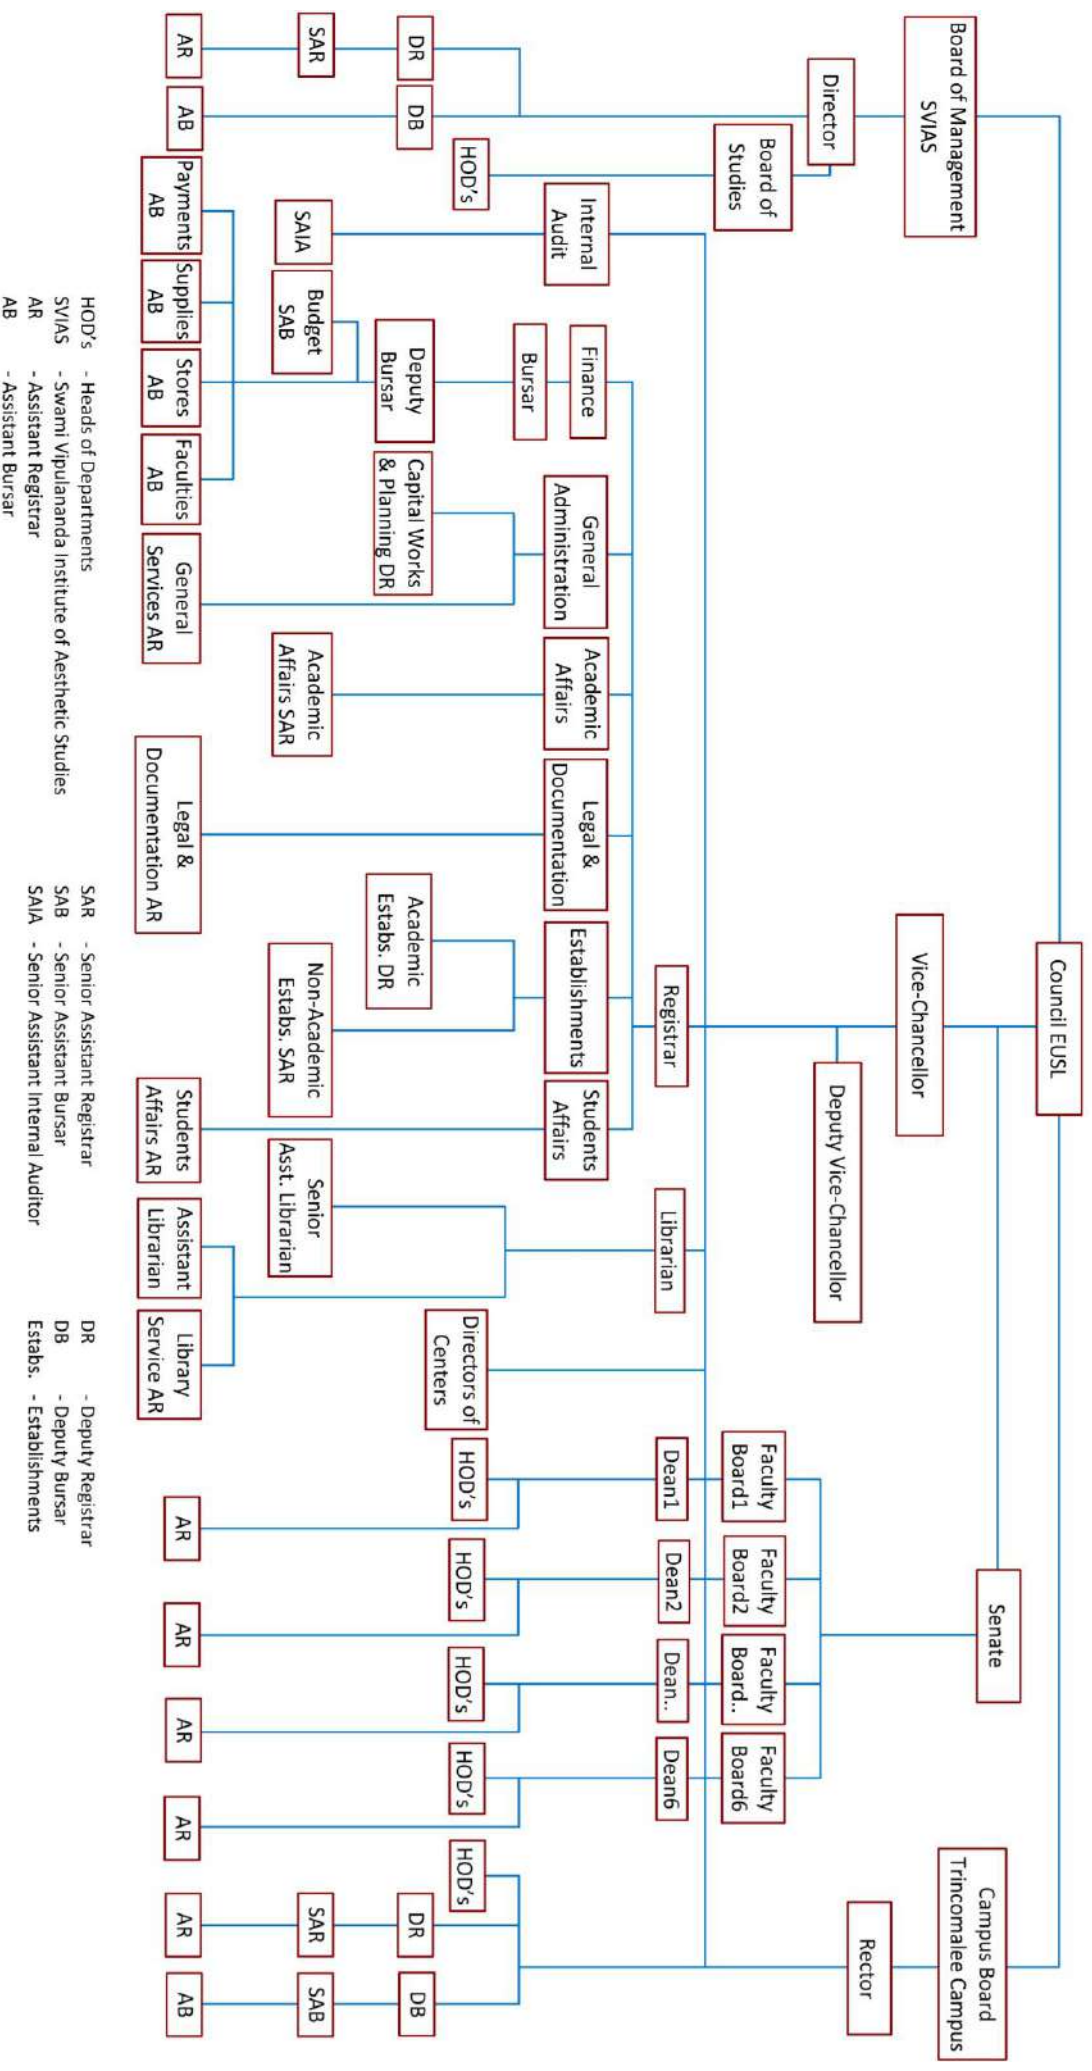 Council EUSL
Board of Management
SVIAS
Vice-Chancellor
Senate
Campus Board
Trincomalee Campus
Director
Deputy Vice-Chancellor
Rector
Board of
Studies
Faculty
Board1
Faculty
Board2
Faculty
Board..
Faculty
Board6
Registrar
Librarian
Dean1
Dean2
Dean..
Dean6
Internal
Audit
Finance
General
Administration
Academic
Affairs
Legal &
Documentation
Establishments
Students
Affairs
Bursar
HOD's
Directors of
Centers
HOD's
HOD's
HOD's
HOD's
HOD's
DR
DB
Deputy
Bursar
Capital Works
& Planning DR
Academic
Estabs. DR
DR
DB
SAR
SAIA
Budget
SAB
Academic
Affairs SAR
Non-Academic
Estabs. SAR
Senior
Asst. Librarian
SAR
SAB
AR
AB
Payments
AB
Supplies
AB
Stores
AB
Faculties
AB
General
Services AR
Legal &
Documentation AR
Students
Affairs AR
Assistant
Librarian
Library
Service AR
AR
AR
AR
AR
AR
AB
HOD's - Heads of Departments
SVIAS - Swami Vipulananda Institute of Aesthetic Studies
AR - Assistant Registrar
AB - Assistant Bursar
SAR - Senior Assistant Registrar
SAB - Senior Assistant Bursar
SAIA - Senior Assistant Internal Auditor
DR - Deputy Registrar
DB - Deputy Bursar
Estabs. - Establishments